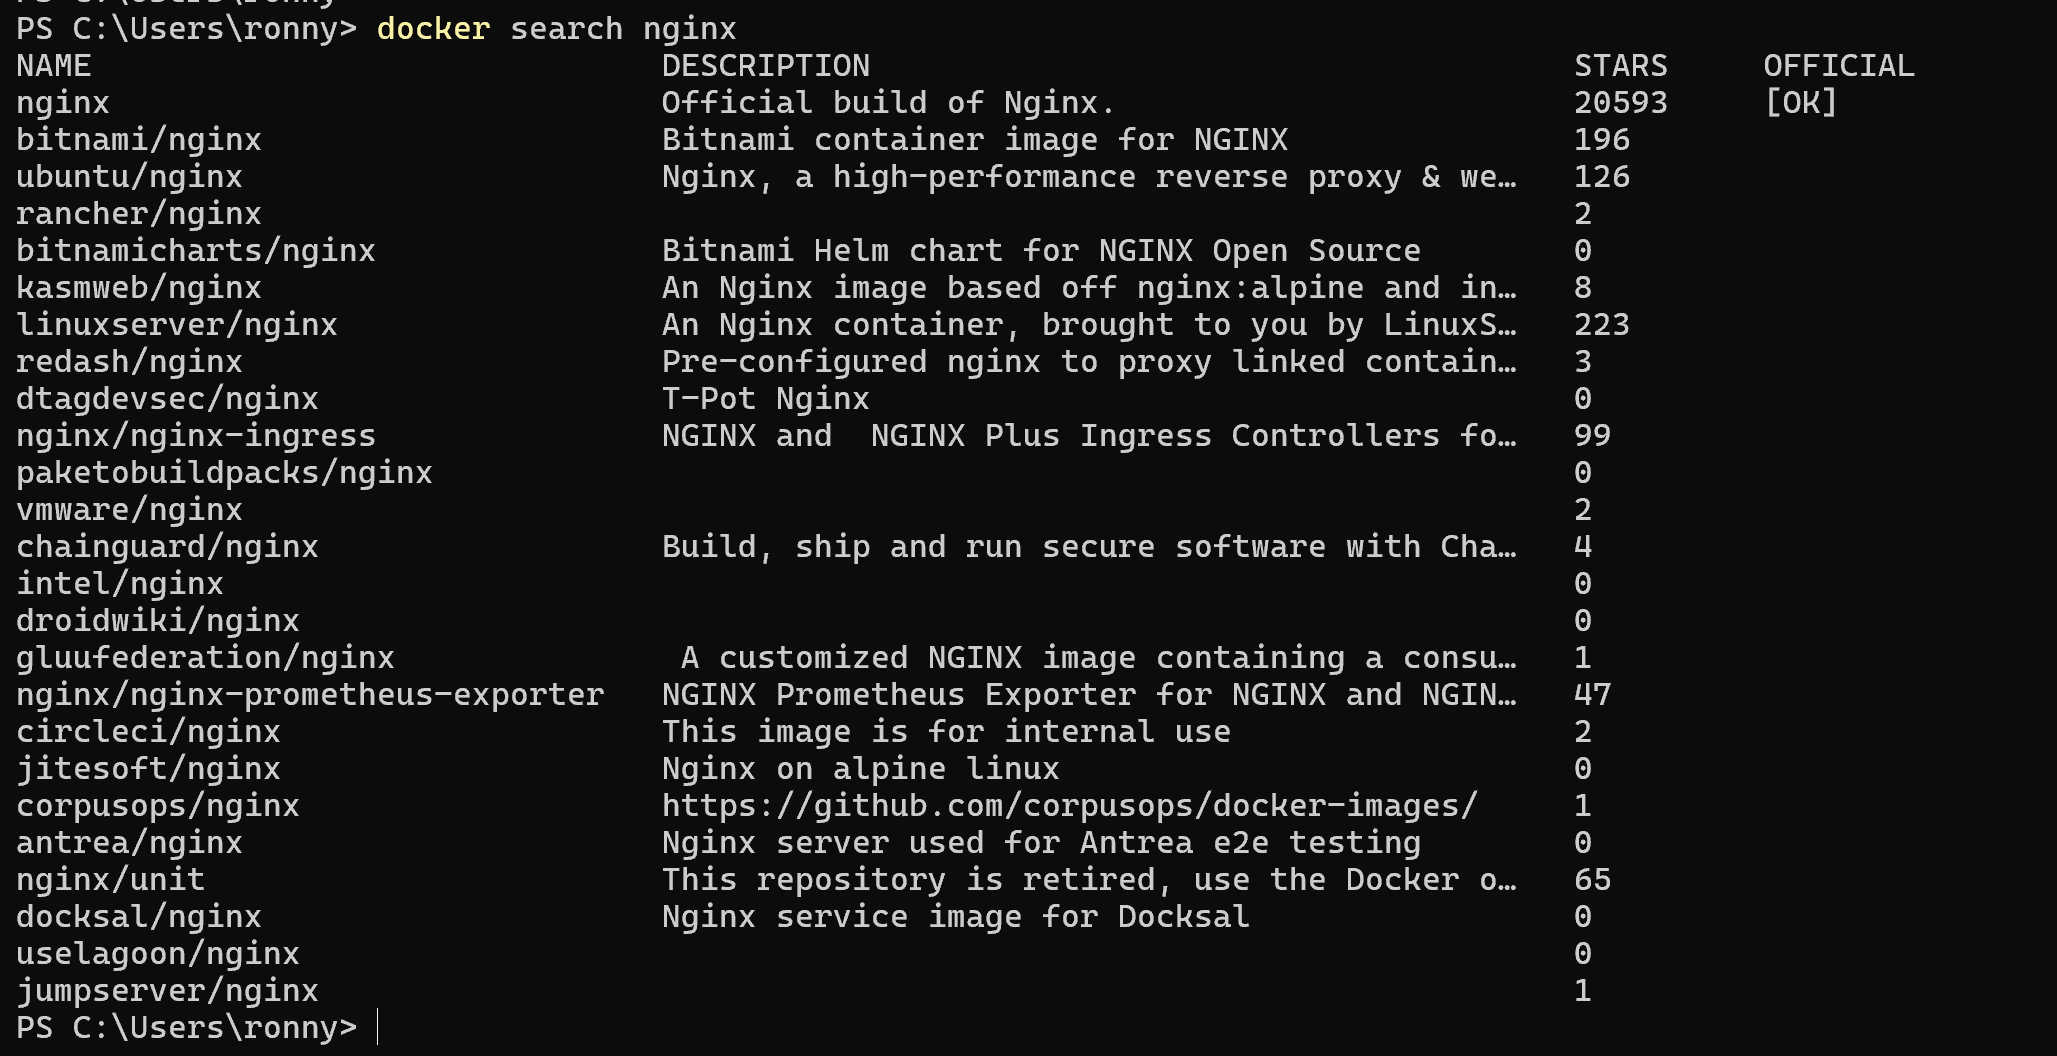 PS C:\Users\ronny> docker search nginx
NAME DESCRIPTION STARS OFFICIAL
nginx Official build of Nginx. 20593 [OK]
bitnami/nginx Bitnami container image for NGINX 196
ubuntu/nginx Nginx, a high-performance reverse proxy & we… 126
rancher/nginx 2
bitnamicharts/nginx Bitnami Helm chart for NGINX Open Source 0
kasmweb/nginx An Nginx image based off nginx:alpine and in… 8
linuxserver/nginx An Nginx container, brought to you by LinuxS… 223
redash/nginx Pre-configured nginx to proxy linked contain… 3
dtagdevsec/nginx T-Pot Nginx 0
nginx/nginx-ingress NGINX and  NGINX Plus Ingress Controllers fo… 99
paketobuildpacks/nginx 0
vmware/nginx 2
chainguard/nginx Build, ship and run secure software with Cha… 4
intel/nginx 0
droidwiki/nginx 0
gluufederation/nginx A customized NGINX image containing a consu… 1
nginx/nginx-prometheus-exporter NGINX Prometheus Exporter for NGINX and NGIN… 47
circleci/nginx This image is for internal use 2
jitesoft/nginx Nginx on alpine linux 0
corpusops/nginx https://github.com/corpusops/docker-images/ 1
antrea/nginx Nginx server used for Antrea e2e testing 0
nginx/unit This repository is retired, use the Docker o… 65
docksal/nginx Nginx service image for Docksal 0
uselagoon/nginx 0
jumpserver/nginx 1
PS C:\Users\ronny>